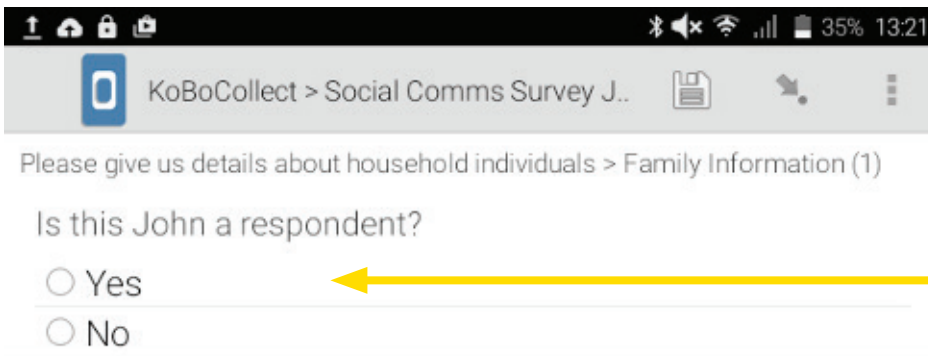 35% 13:21
KoBoCollect > Social Comms Survey J..
Please give us details about household individuals > Family Information (1)
Is this John a respondent?
Yes
No